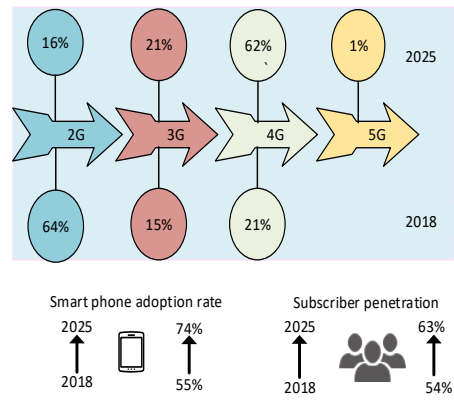 16% 21% 62% 1% 2025
2G 3G 4G 5G
64% 15% 21% 2018
Smart phone adoption rate
2025 74%
2018 55%
Subscriber penetration
2025 63%
2018 54%